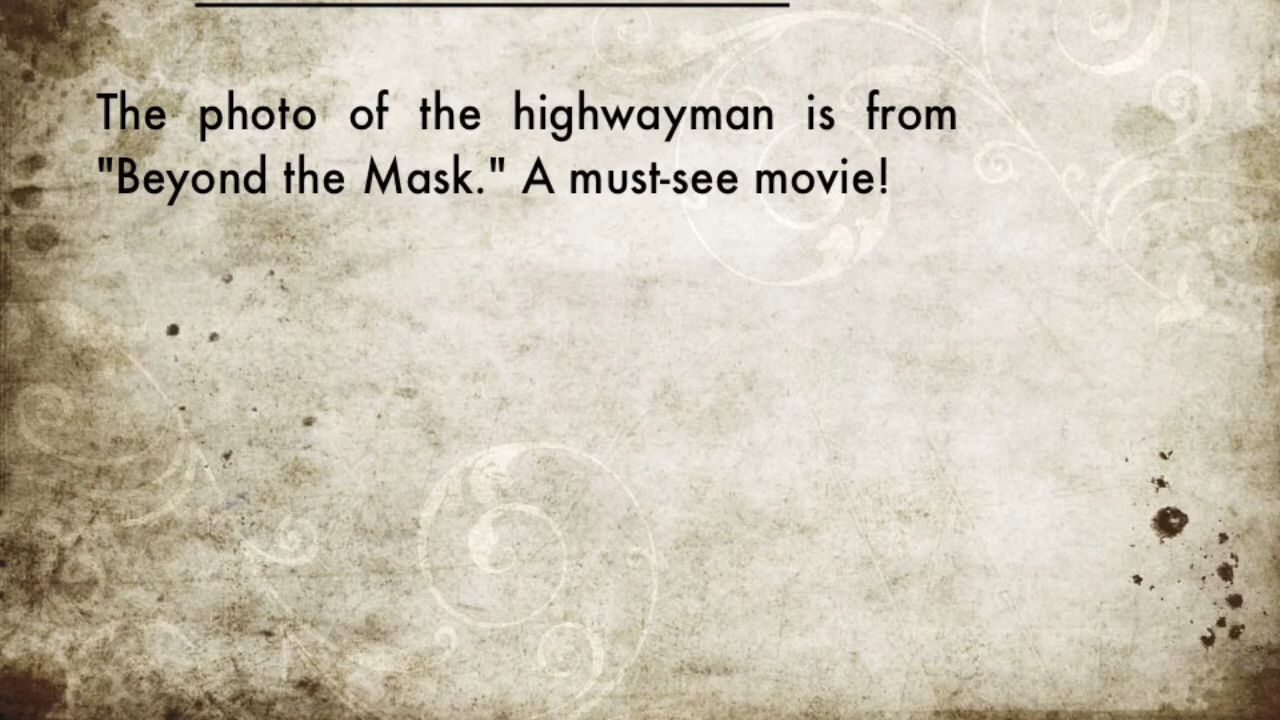 The photo of the highwayman is from
"Beyond the Mask." A must-see movie!